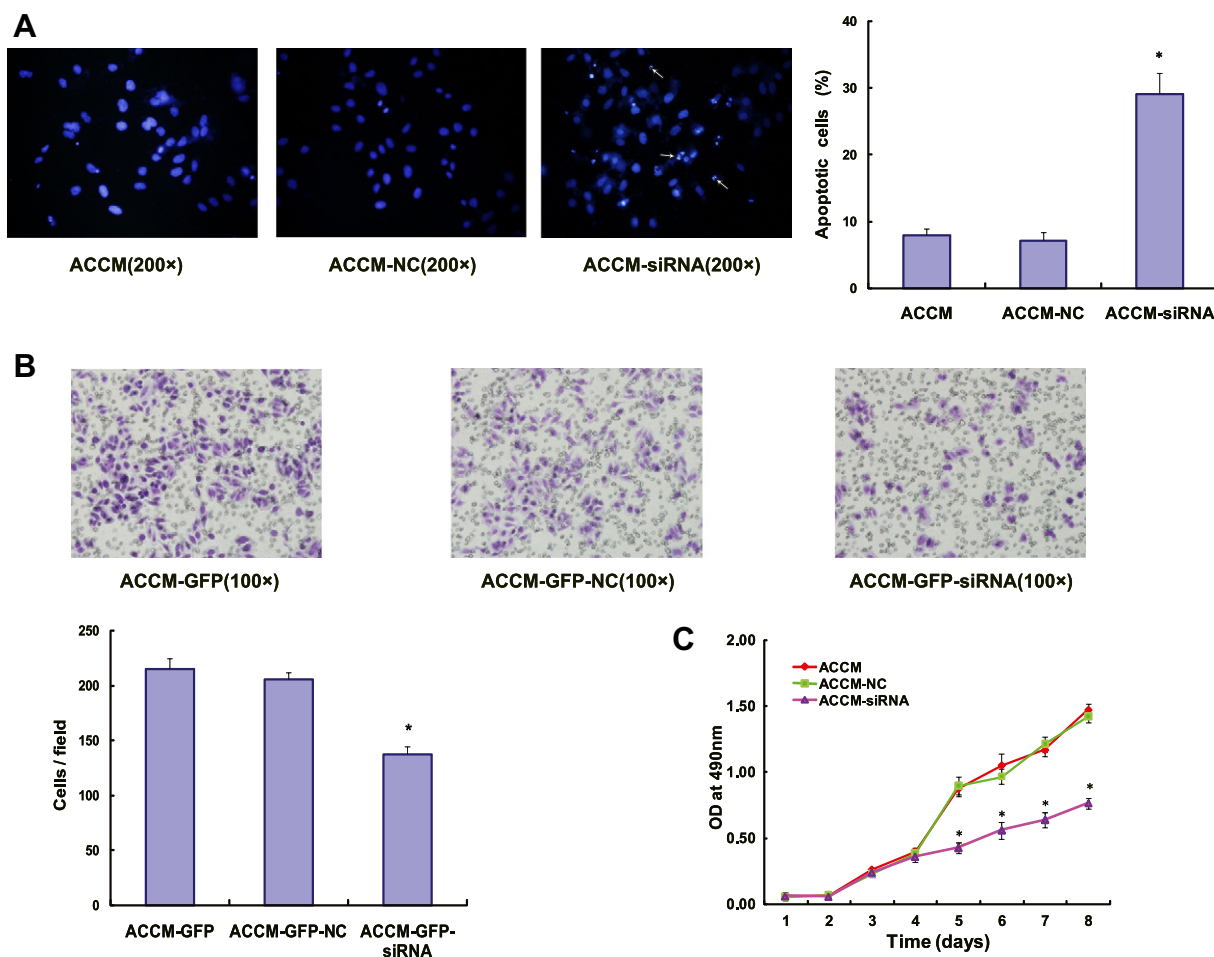 A
ACCM(200×)
ACCM-NC(200×)
ACCM-siRNA(200×)
Apoptotic cells (%)
40
30
20
10
0
*
ACCM
ACCM-NC
ACCM-siRNA
B
ACCM-GFP(100×)
ACCM-GFP-NC(100×)
ACCM-GFP-siRNA(100×)
Cells / field
250
200
150
100
50
0
*
ACCM-GFP
ACCM-GFP-NC
ACCM-GFP-
siRNA
C
OD at 490nm
2.00
1.50
1.00
0.50
0.00
ACCM
ACCM-NC
ACCM-siRNA
*
*
*
*
1 2 3 4 5 6 7 8
Time (days)